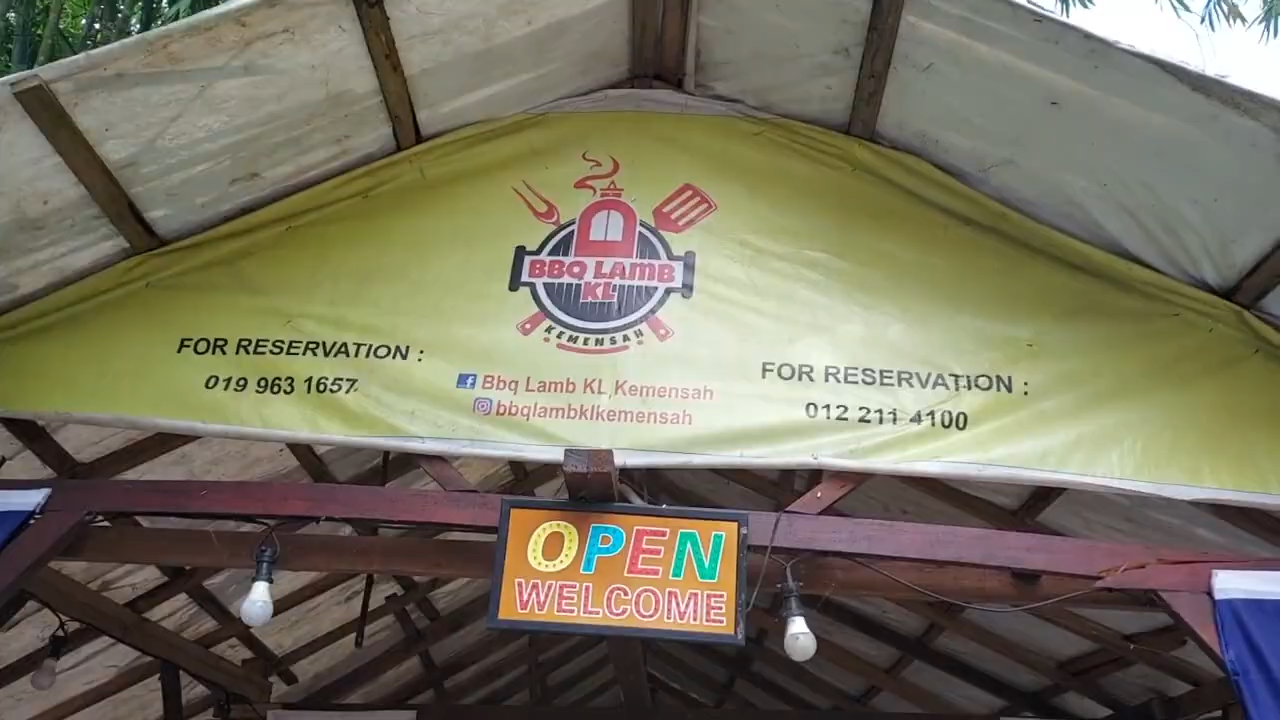 BBQ LAMB
KL
KEMENSAH
FOR RESERVATION :
019 963 1657
Bbq Lamb KL,Kemensah
bbqlambklkemensah
FOR RESERVATION :
012 211 4100
OPEN
WELCOME